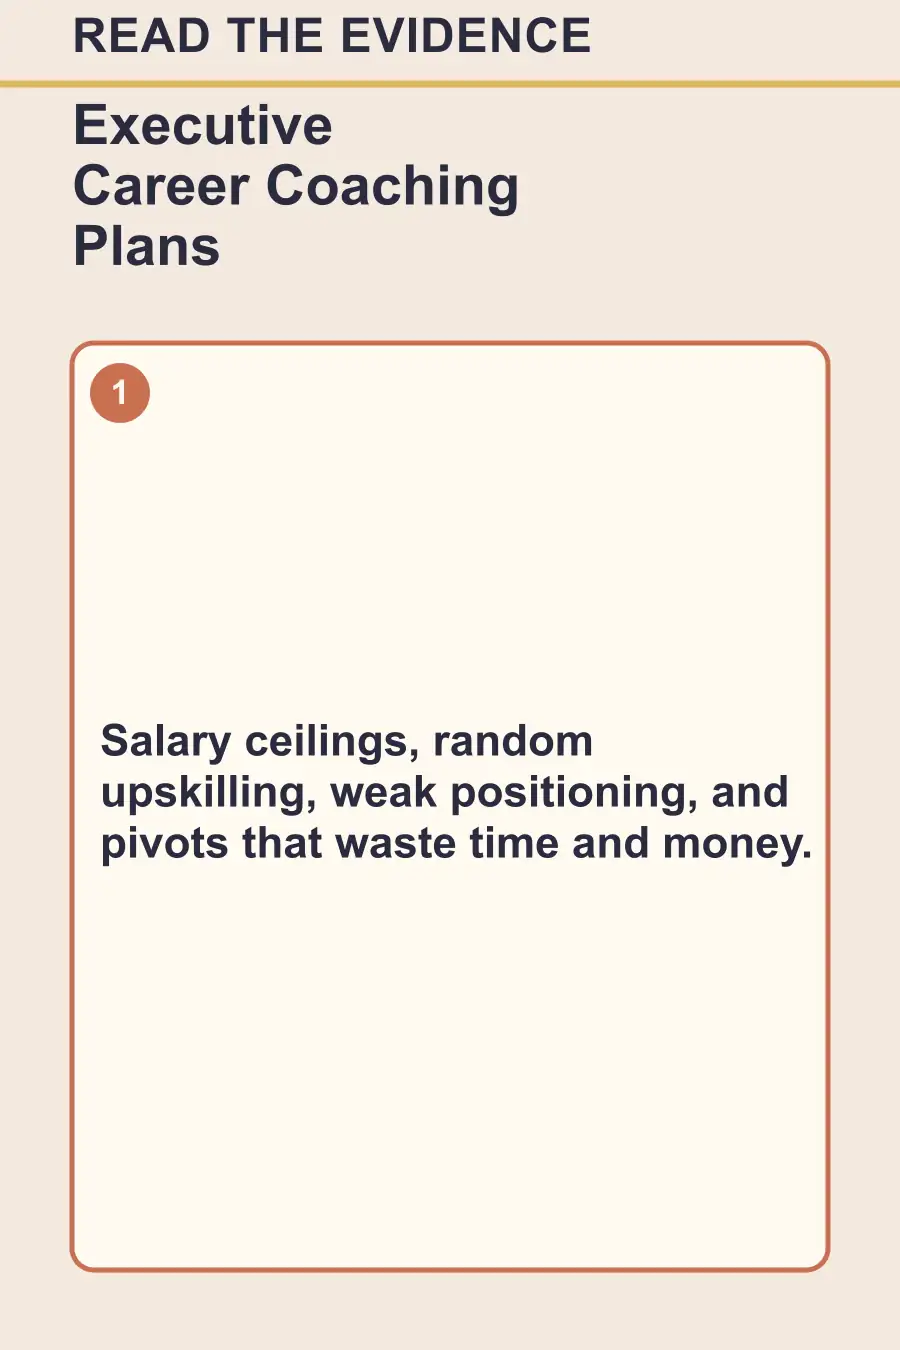 READ THE EVIDENCE
Executive
Career Coaching
Plans
1
Salary ceilings, random
upskilling, weak positioning, and
pivots that waste time and money.